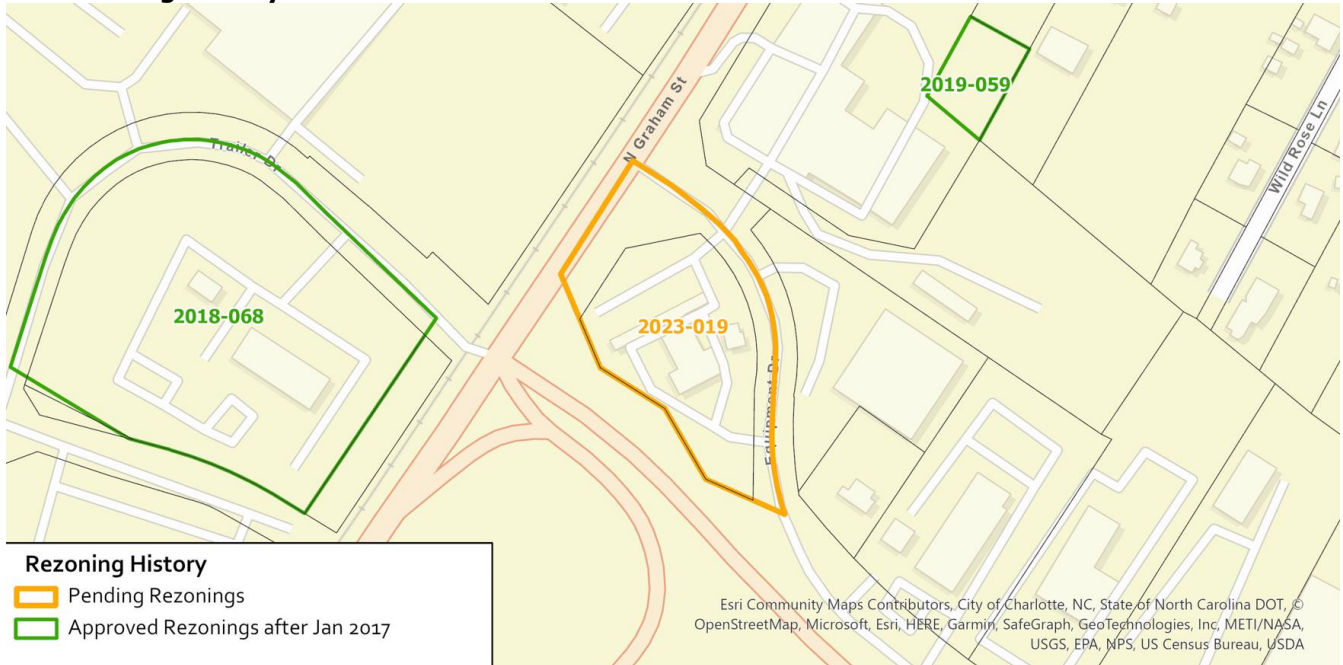 2019-059
N Graham St
Wild Rose Ln
Trailer Dr
2018-068
2023-019
Equipment Dr
Rezoning History
Pending Rezonings
Approved Rezonings after Jan 2017
Esri Community Maps Contributors, City of Charlotte, NC, State of North Carolina DOT, ©
OpenStreetMap, Microsoft, Esri, HERE, Garmin, SafeGraph, GeoTechnologies, Inc, METI/NASA,
USGS, EPA, NPS, US Census Bureau, USDA